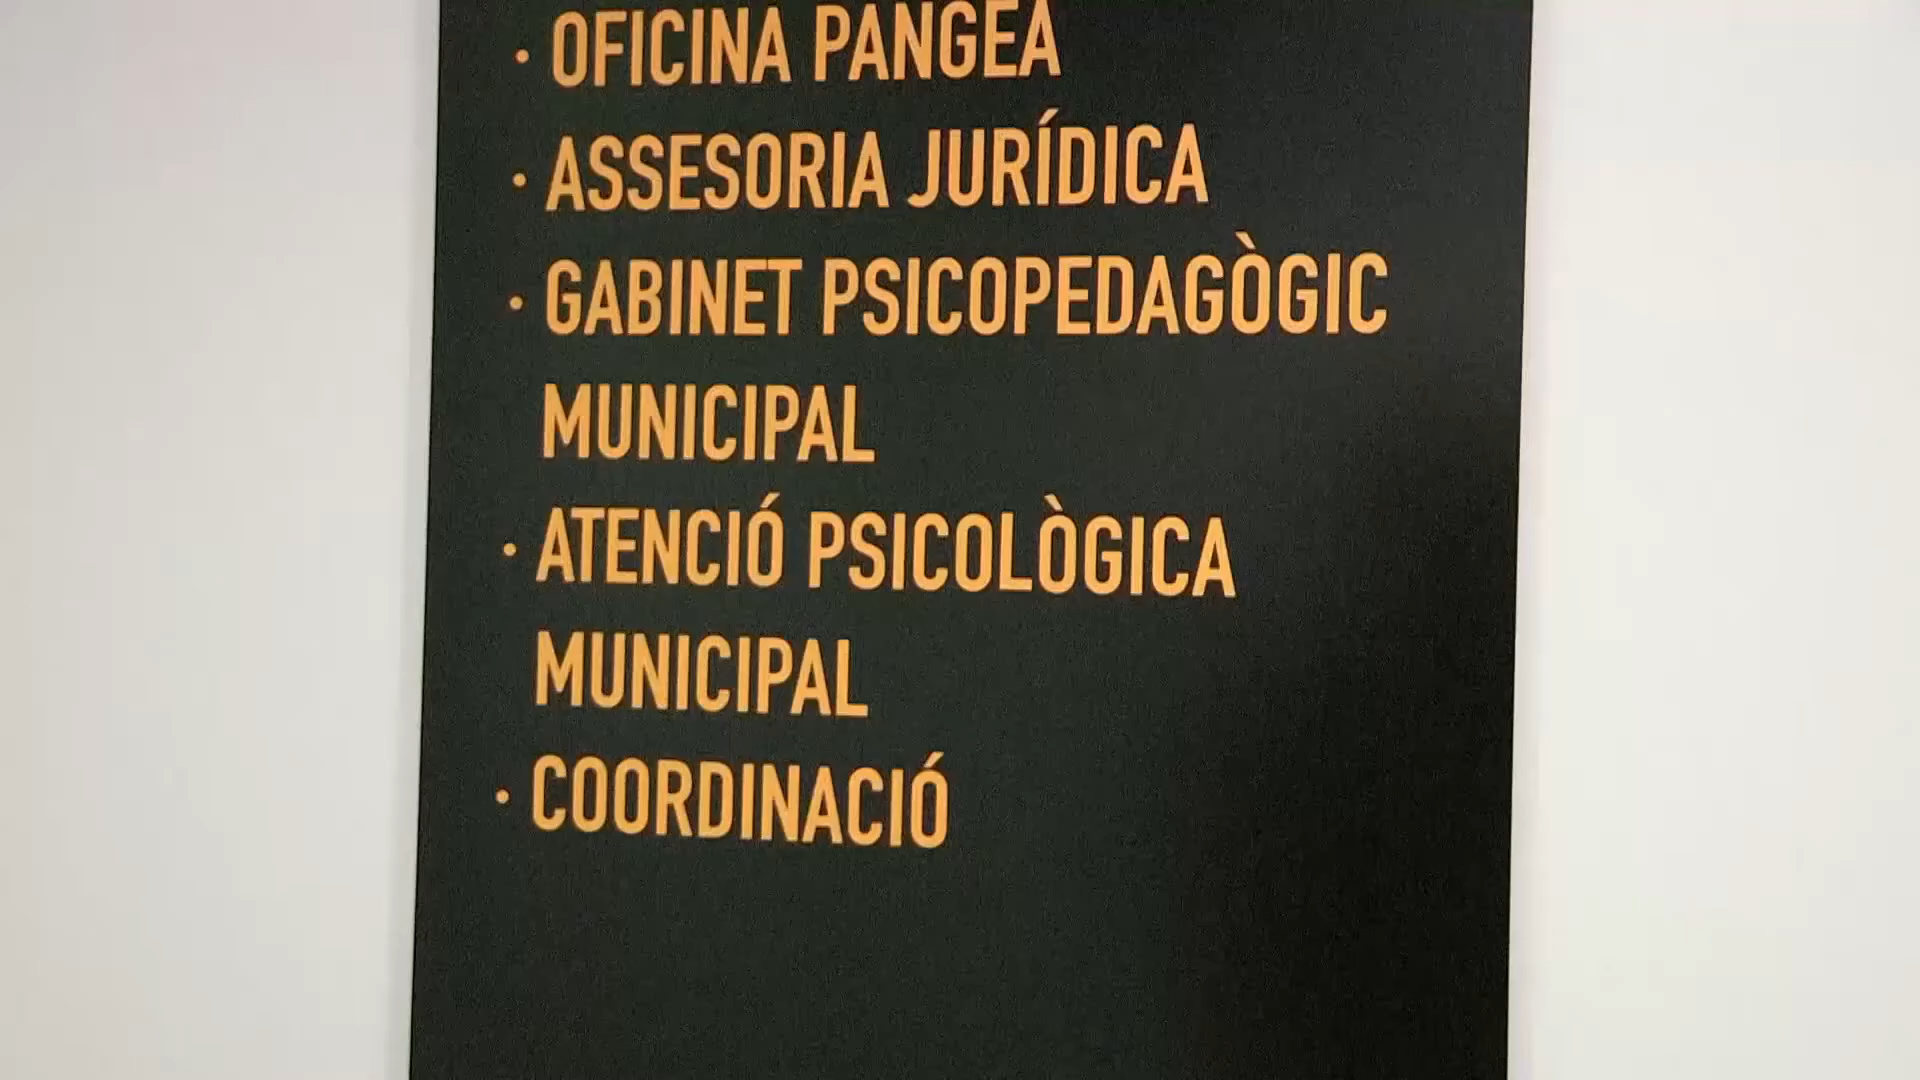 · OFICINA PANGEA
· ASSESORIA JURÍDICA
· GABINET PSICOPEDAGÒGIC
MUNICIPAL
· ATENCIÓ PSICOLÒGICA
MUNICIPAL
· COORDINACIÓ